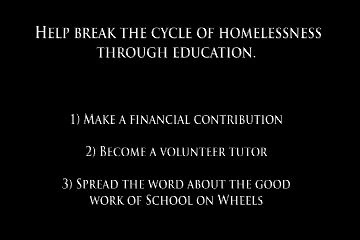 Help break the cycle of homelessness
through education.
1) Make a financial contribution
2) Become a volunteer tutor
3) Spread the word about the good
work of School on Wheels